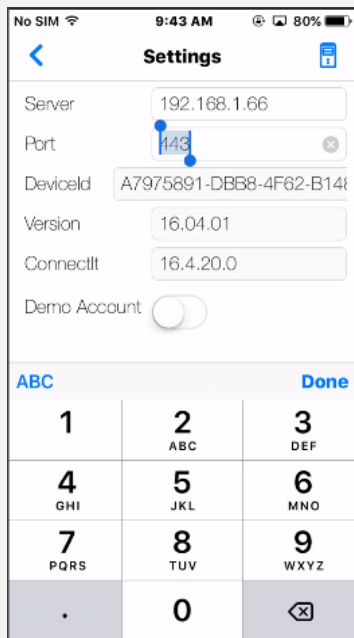 No SIM 9:43 AM 80%
Settings
Server 192.168.1.66
Port 443
DeviceId A7975891-DBB8-4F62-B148
Version 16.04.01
ConnectIt 16.4.20.0
Demo Account
ABC Done
1 2 3
ABC DEF
4 5 6
GHI JKL MNO
7 8 9
PQRS TUV WXYZ
. 0